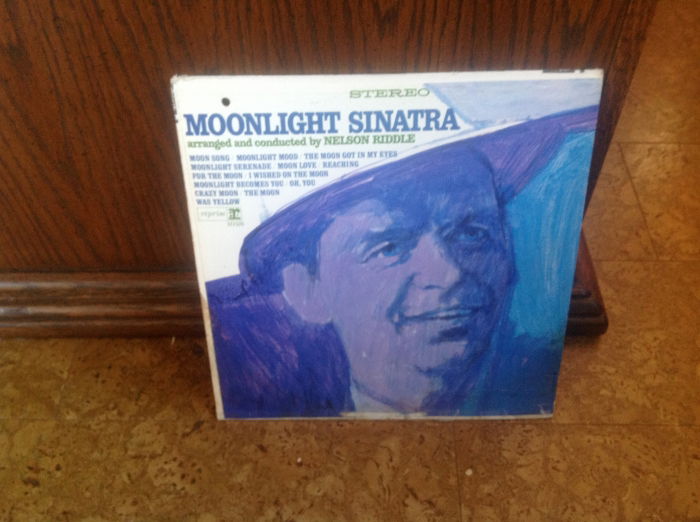 STEREO
MOONLIGHT SINATRA
arranged and conducted by NELSON RIDDLE
MOON SONG · MOONLIGHT MOOD · THE MOON GOT IN MY EYES
MOONLIGHT SERENADE · MOON LOVE · REACHING
FOR THE MOON · I WISHED ON THE MOON
MOONLIGHT BECOMES YOU · OH, YOU
CRAZY MOON · THE MOON
WAS YELLOW
reprise